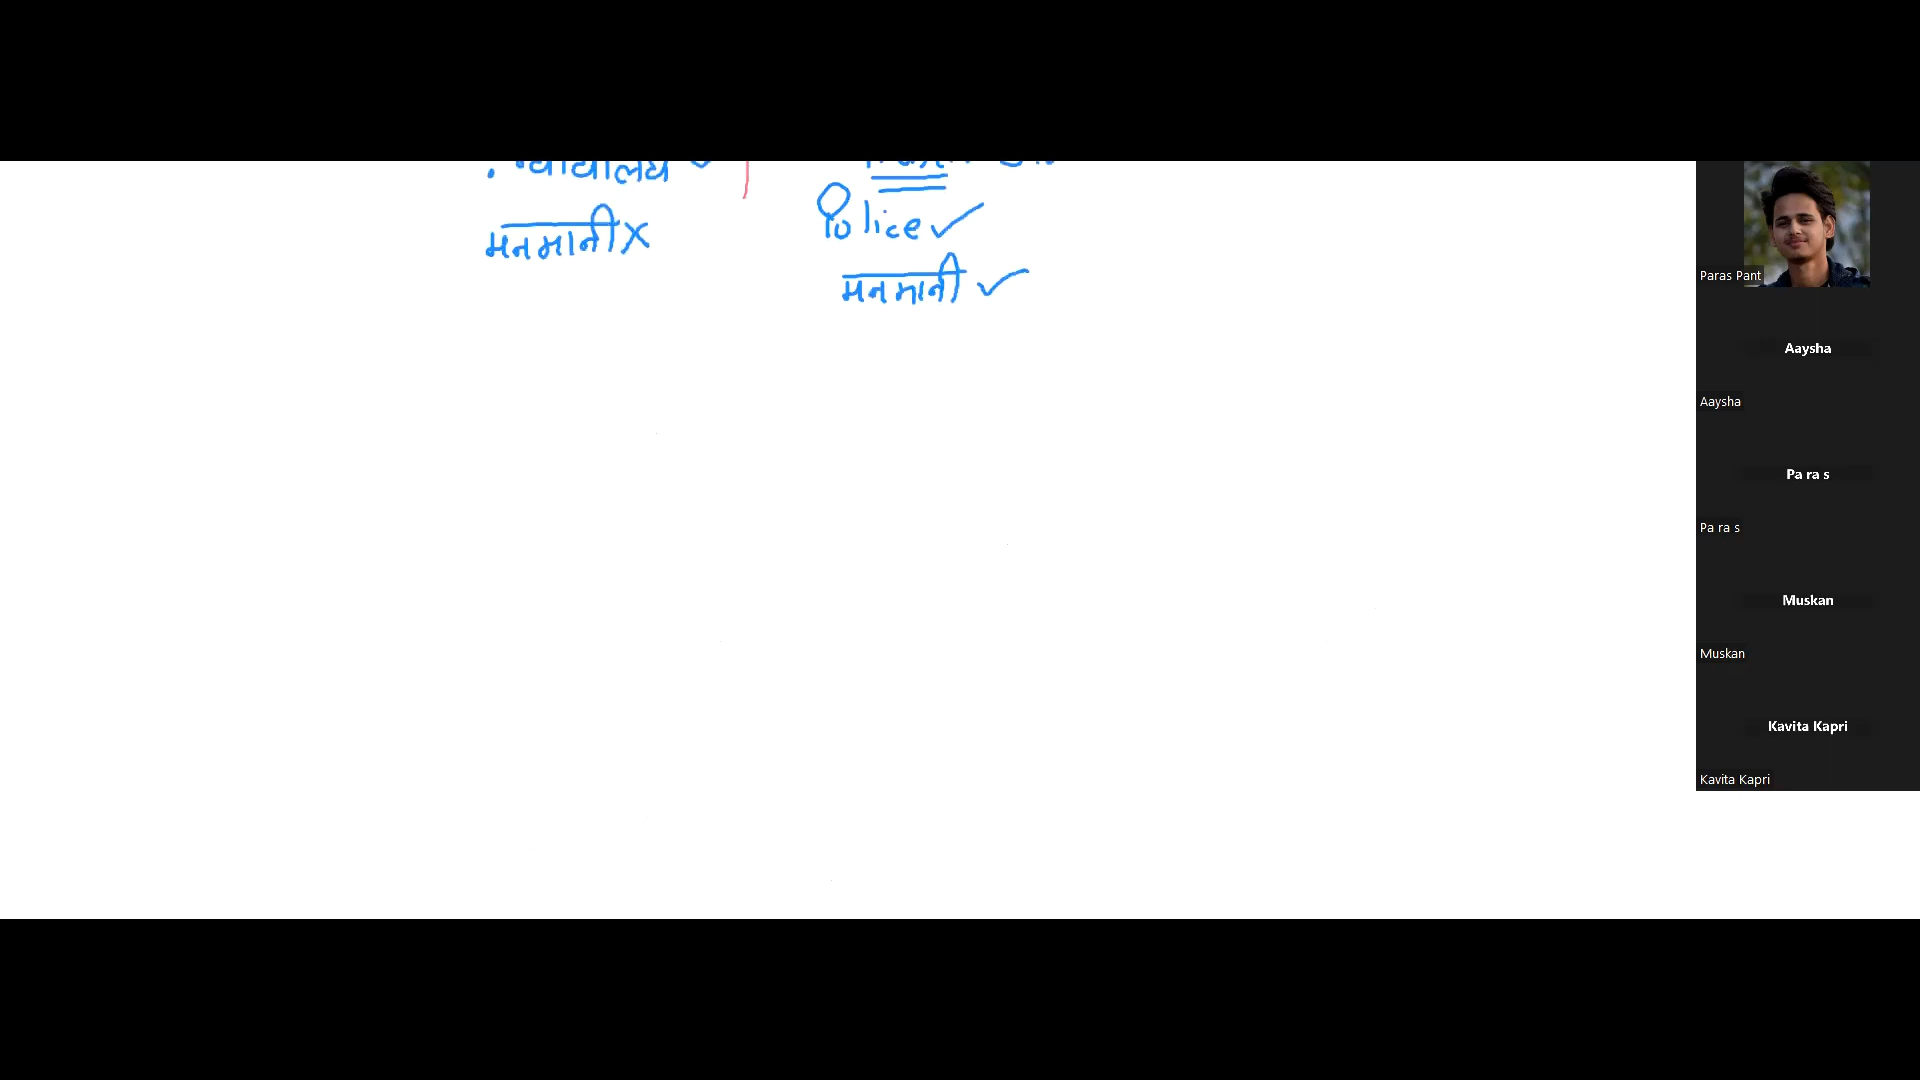 . न्यायालय
मनमानी X
Police ✓
मनमानी ✓
Paras Pant
Aaysha
Aaysha
Pa ra s
Pa ra s
Muskan
Muskan
Kavita Kapri
Kavita Kapri